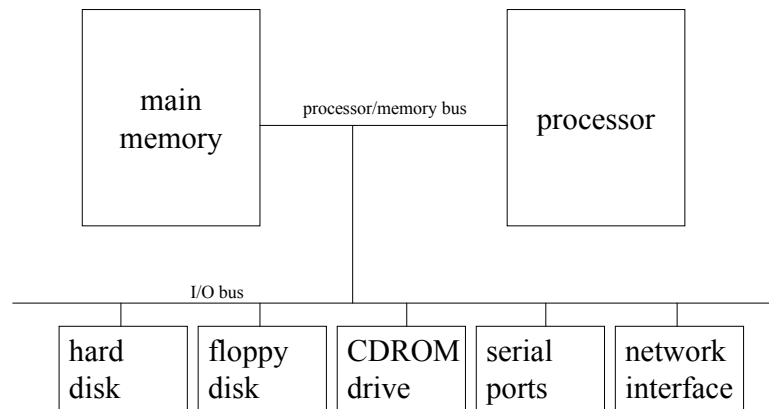 main
memory
processor/memory bus
processor
I/O bus
hard
disk
floppy
disk
CDROM
drive
serial
ports
network
interface